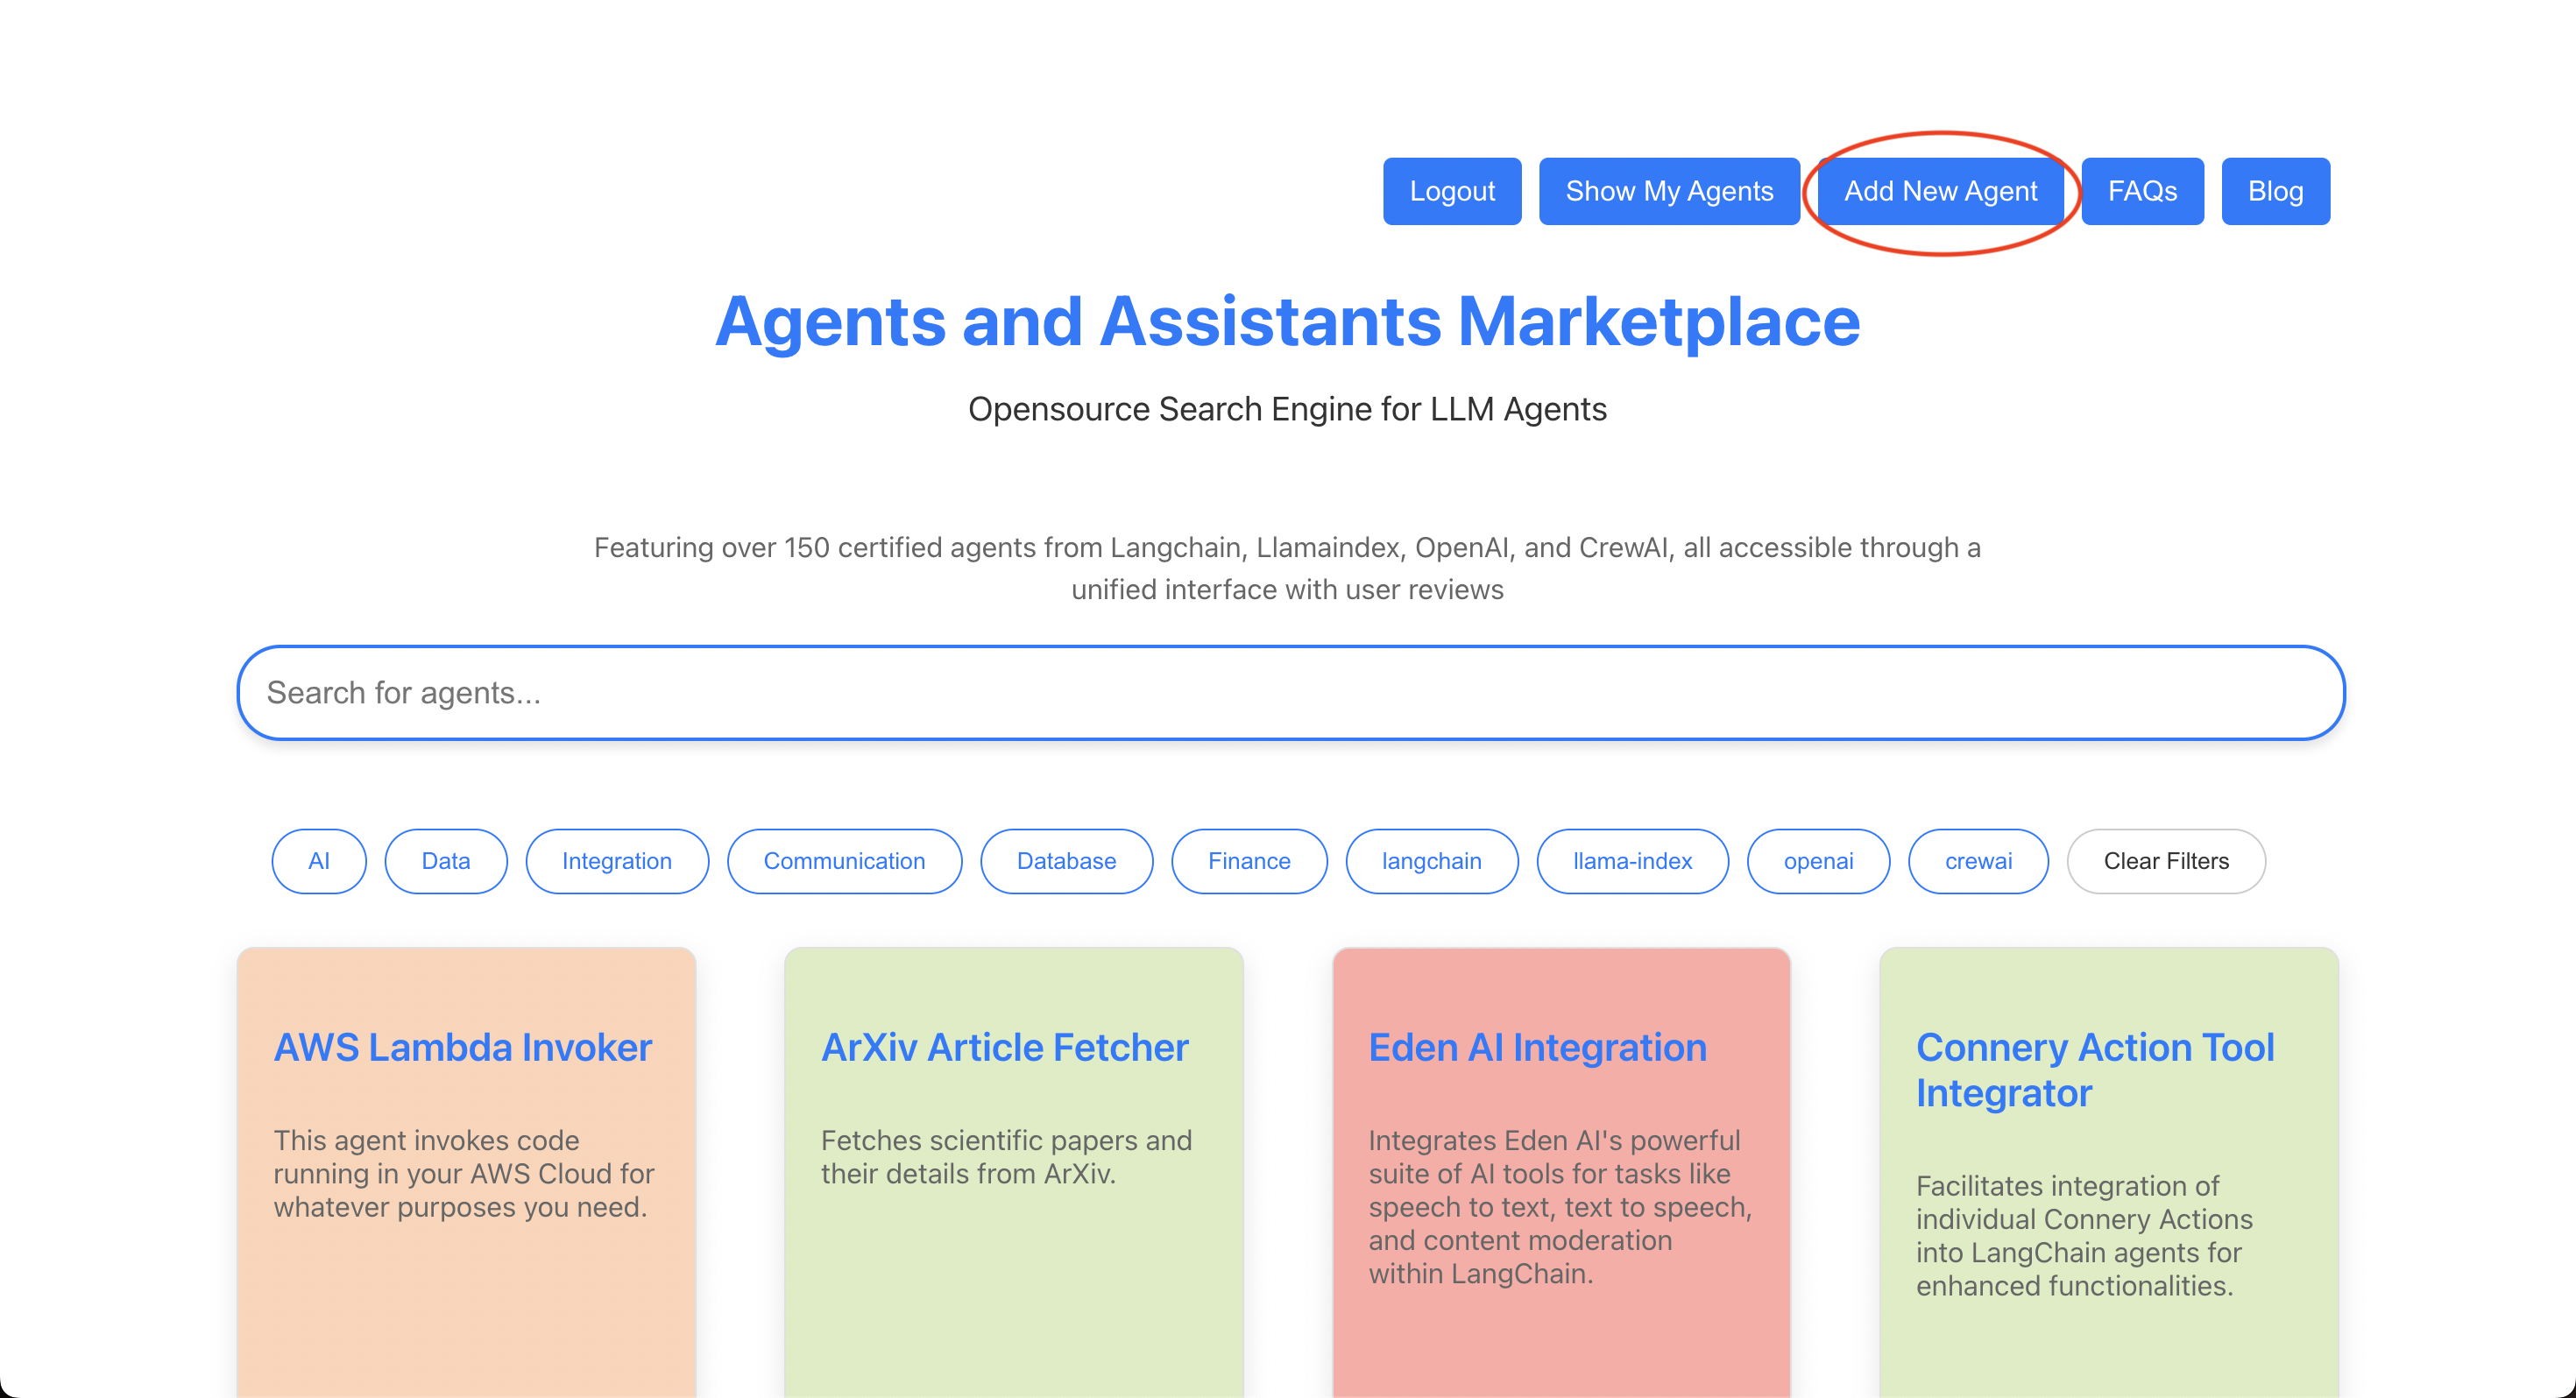 Logout Show My Agents Add New Agent FAQs Blog
Agents and Assistants Marketplace
Opensource Search Engine for LLM Agents
Featuring over 150 certified agents from Langchain, Llamaindex, OpenAI, and CrewAI, all accessible through a
unified interface with user reviews
Search for agents...
AI Data Integration Communication Database Finance langchain llama-index openai crewai Clear Filters
AWS Lambda Invoker
This agent invokes code
running in your AWS Cloud for
whatever purposes you need.
ArXiv Article Fetcher
Fetches scientific papers and
their details from ArXiv.
Eden AI Integration
Integrates Eden AI's powerful
suite of AI tools for tasks like
speech to text, text to speech,
and content moderation
within LangChain.
Connery Action Tool
Integrator
Facilitates integration of
individual Connery Actions
into LangChain agents for
enhanced functionalities.